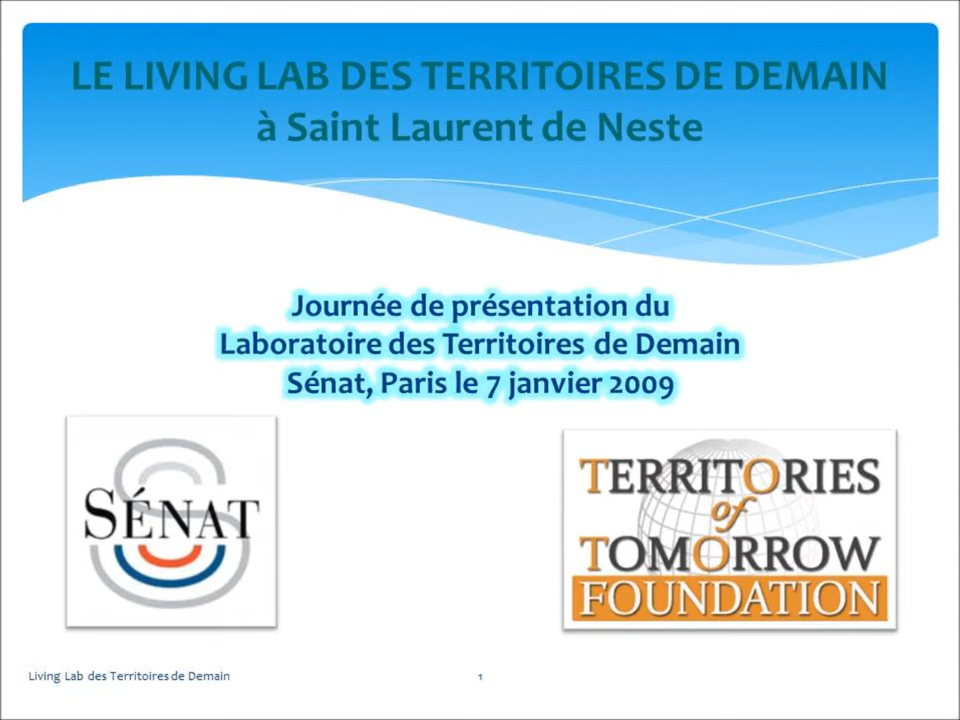 LE LIVING LAB DES TERRITOIRES DE DEMAIN
à Saint Laurent de Neste
Journée de présentation du
Laboratoire des Territoires de Demain
Sénat, Paris le 7 janvier 2009
SÉNAT
TERRITORIES
of
TOMORROW
FOUNDATION
Living Lab des Territoires de Demain
1